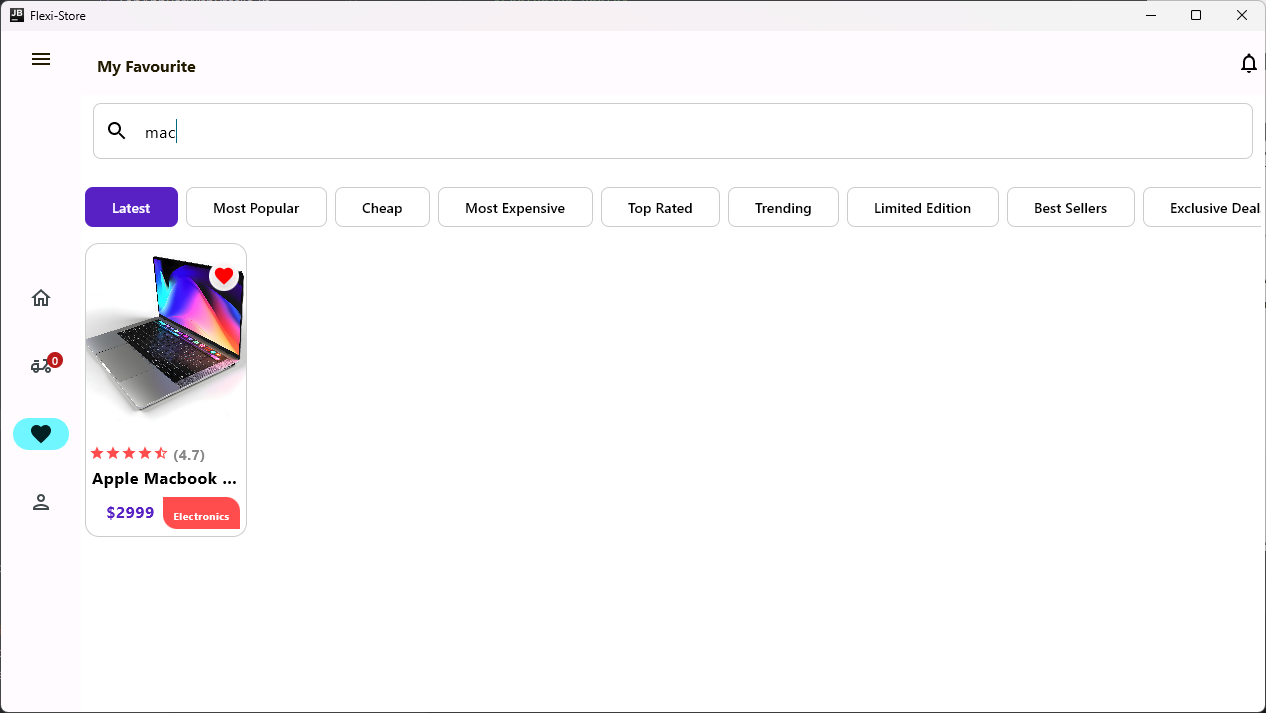 JB Flexi-Store
My Favourite
mac
Latest Most Popular Cheap Most Expensive Top Rated Trending Limited Edition Best Sellers Exclusive Deal
0
(4.7)
Apple Macbook ...
$2999 Electronics